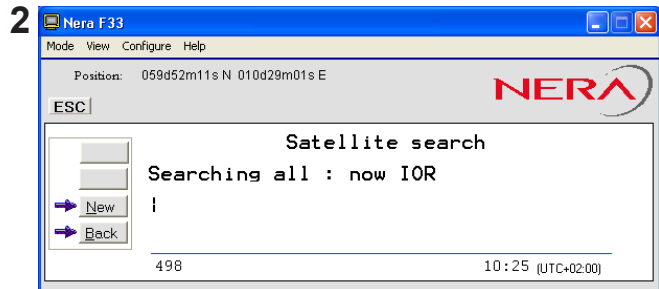 2
Nera F33
Mode View Configure Help
Position: 059d52m11s N 010d29m01s E
NERA
ESC
Satellite search
Searching all : now IOR
New
Back
498 10:25 (UTC+02:00)